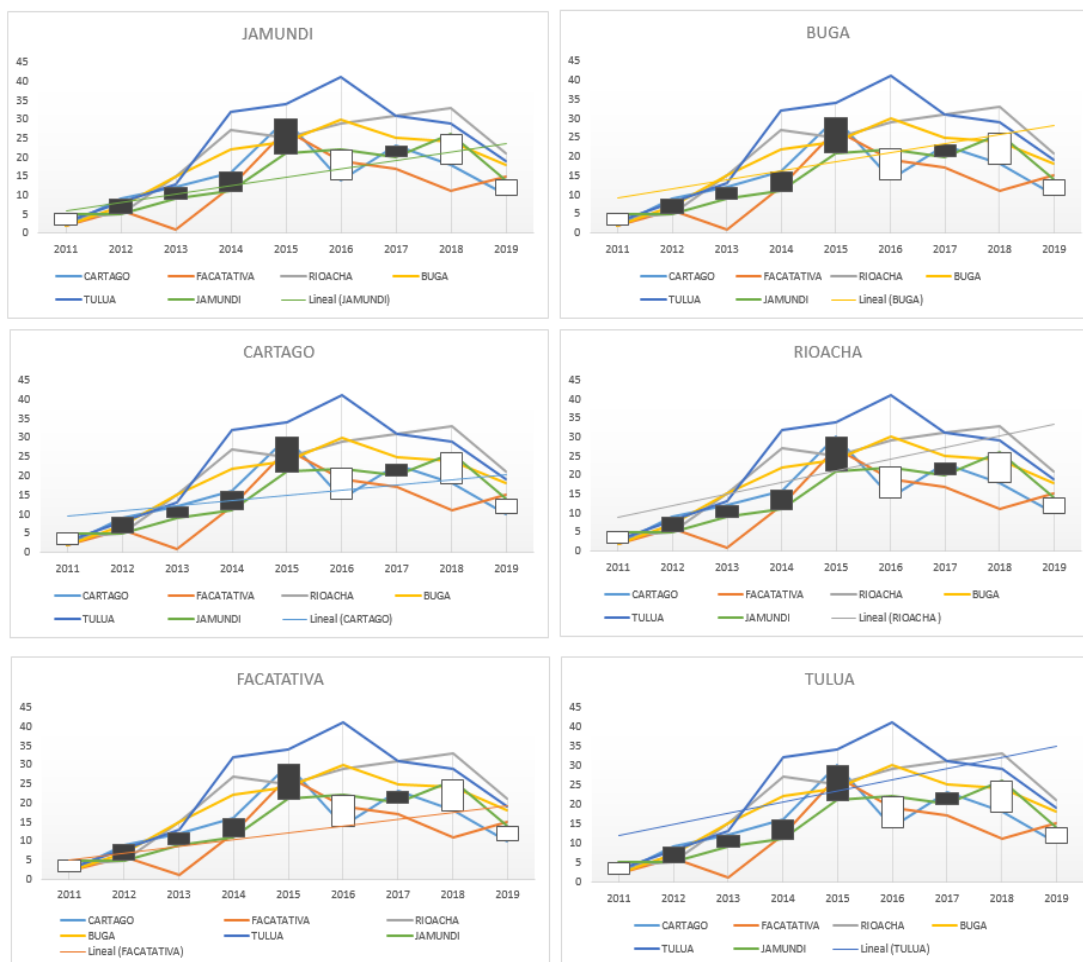 JAMUNDI
45
40
35
30
25
20
15
10
5
0
2011 2012 2013 2014 2015 2016 2017 2018 2019
CARTAGO FACATATIVA RIOACHA BUGA
TULUA JAMUNDI Lineal (JAMUNDI)
BUGA
45
40
35
30
25
20
15
10
5
0
2011 2012 2013 2014 2015 2016 2017 2018 2019
CARTAGO FACATATIVA RIOACHA BUGA
TULUA JAMUNDI Lineal (BUGA)
CARTAGO
45
40
35
30
25
20
15
10
5
0
2011 2012 2013 2014 2015 2016 2017 2018 2019
CARTAGO FACATATIVA RIOACHA BUGA
TULUA JAMUNDI Lineal (CARTAGO)
RIOACHA
45
40
35
30
25
20
15
10
5
0
2011 2012 2013 2014 2015 2016 2017 2018 2019
CARTAGO FACATATIVA RIOACHA BUGA
TULUA JAMUNDI Lineal (RIOACHA)
FACATATIVA
45
40
35
30
25
20
15
10
5
0
2011 2012 2013 2014 2015 2016 2017 2018 2019
CARTAGO FACATATIVA RIOACHA
BUGA TULUA JAMUNDI
Lineal (FACATATIVA)
TULUA
45
40
35
30
25
20
15
10
5
0
2011 2012 2013 2014 2015 2016 2017 2018 2019
CARTAGO FACATATIVA RIOACHA BUGA
TULUA JAMUNDI Lineal (TULUA)